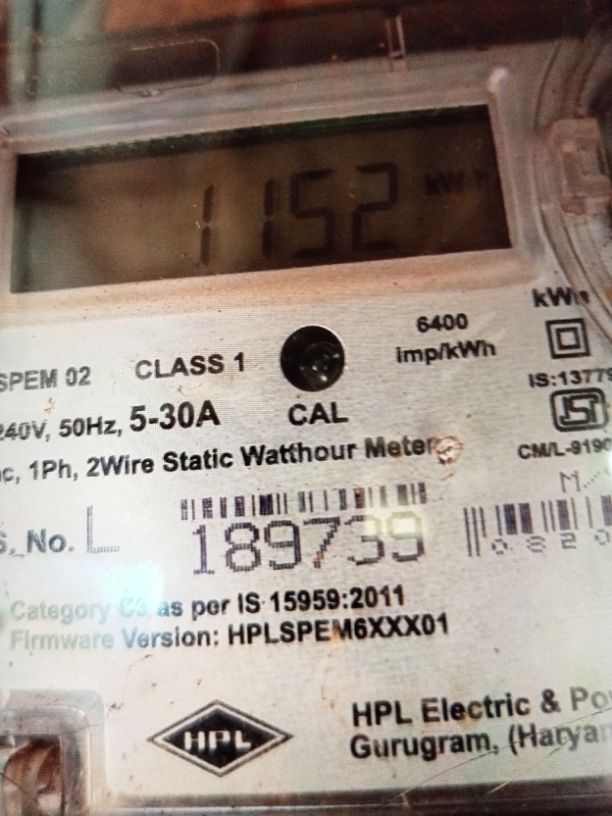 1152 kWh
kWh
6400
imp/kWh
SPEM 02 CLASS 1
IS:13779
240V, 50Hz, 5-30A CAL
ac, 1Ph, 2Wire Static Watthour Meter
CM/L-9190
S. No. L 189739
Category C3 as per IS 15959:2011
Firmware Version: HPLSPEM6XXX01
HPL
HPL Electric & Po
Gurugram, (Haryan